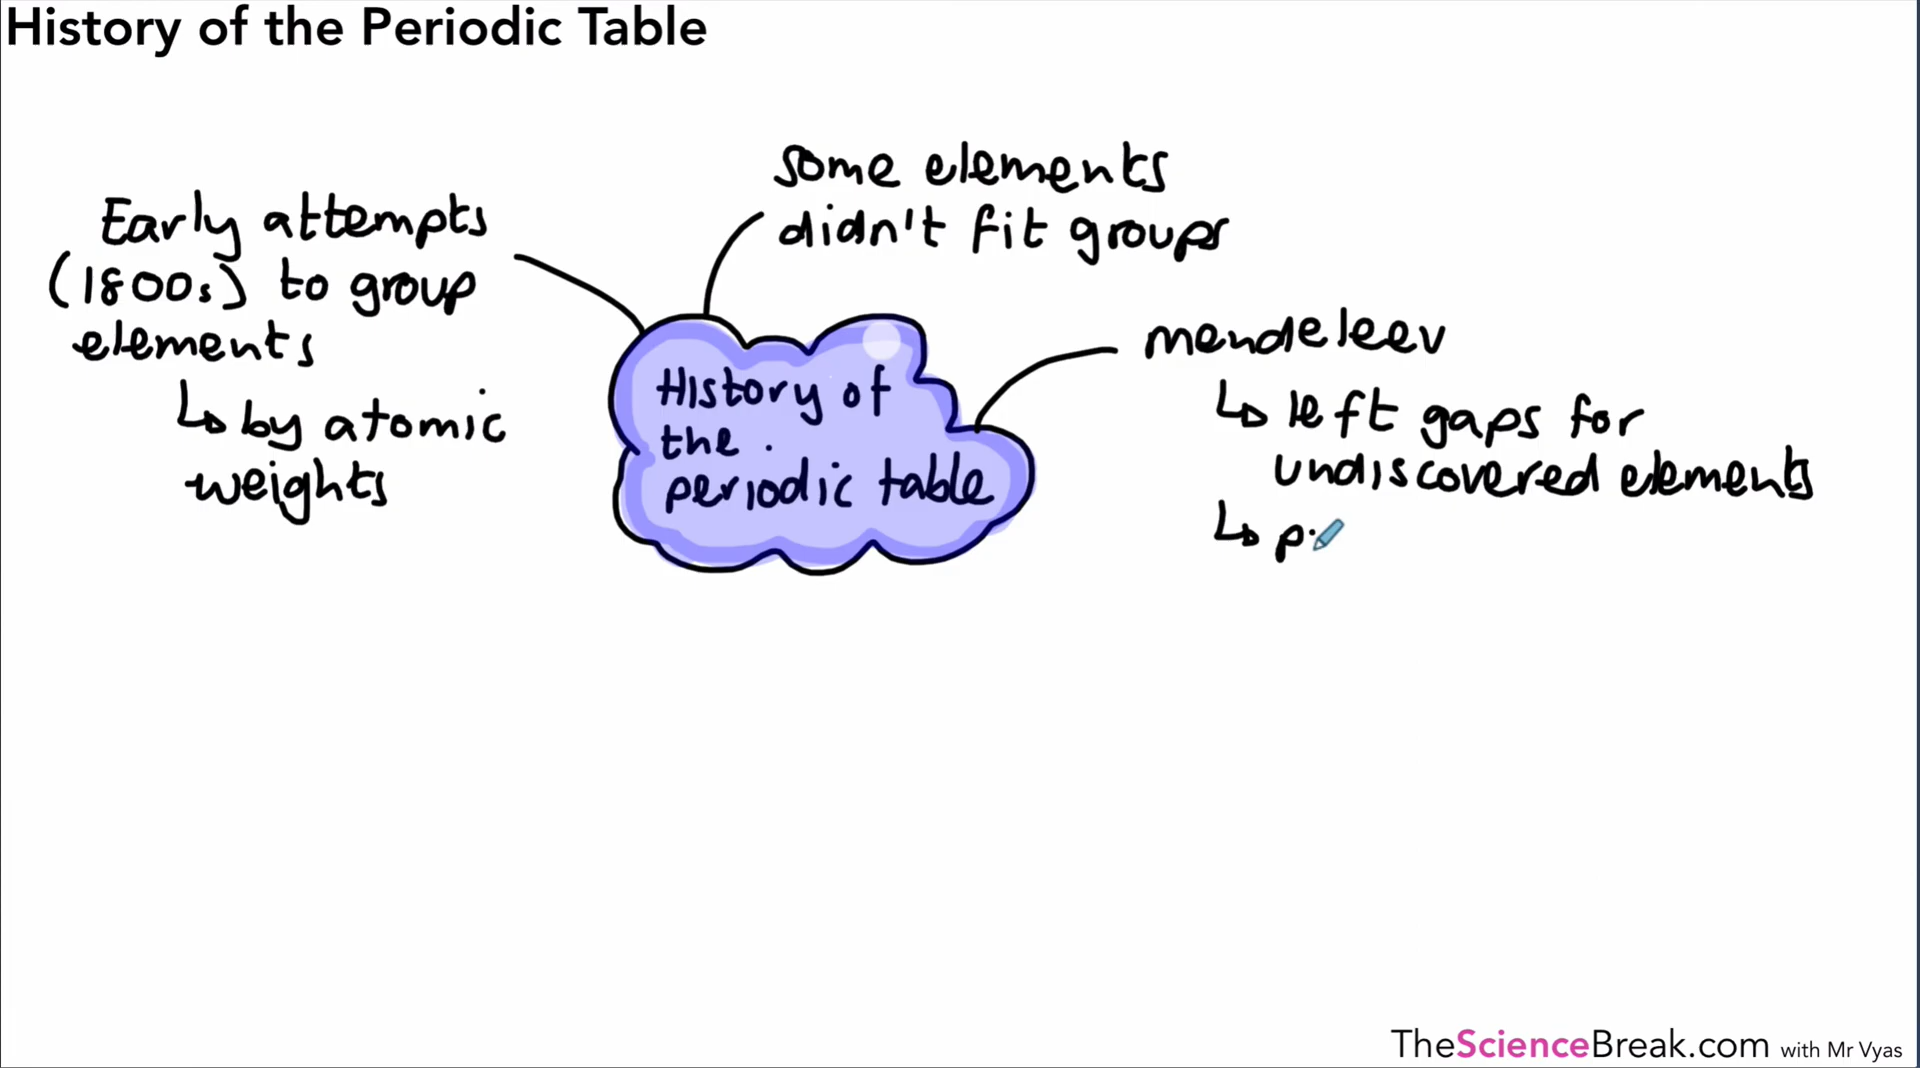 History of the Periodic Table
Early attempts
(1800s) to group
elements
↳ by atomic
weights
some elements
didn't fit groups
History of
the
periodic table
mendeleev
↳ left gaps for
undiscovered elements
↳ p
TheScienceBreak.com with Mr Vyas